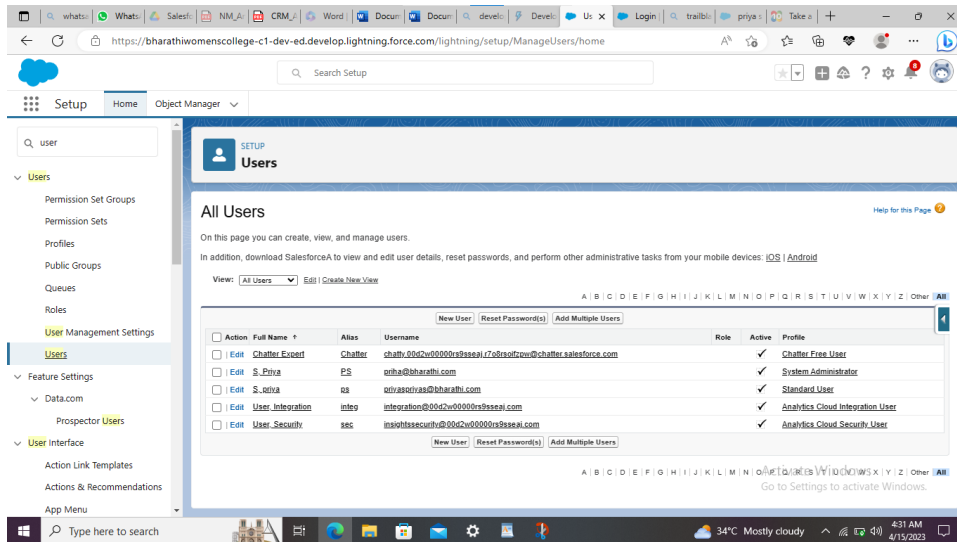 whatsa Whats Salesfo NM_Ar CRM_A Word Docum Docum develo Develo Us Login trailbla priya s Take a
https://bharathiwomenscollege-c1-dev-ed.develop.lightning.force.com/lightning/setup/ManageUsers/home
Search Setup
8
Setup Home Object Manager
user
Users
Permission Set Groups
Permission Sets
Profiles
Public Groups
Queues
Roles
User Management Settings
Users
Feature Settings
Data.com
Prospector Users
User Interface
Action Link Templates
Actions & Recommendations
App Menu
SETUP
Users
All Users
Help for this Page
On this page you can create, view, and manage users.
In addition, download SalesforceA to view and edit user details, reset passwords, and perform other administrative tasks from your mobile devices: iOS | Android
View: All Users Edit | Create New View
A | B | C | D | E | F | G | H | I | J | K | L | M | N | O | P | Q | R | S | T | U | V | W | X | Y | Z | Other All
New User Reset Password(s) Add Multiple Users
Action Full Name ↑ Alias Username Role Active Profile
| Edit Chatter Expert Chatter chatty.00d2w00000rs9sseaj.r7o8rsoifzpw@chatter.salesforce.com Chatter Free User
| Edit S, Priya PS priha@bharathi.com System Administrator
| Edit S, priya ps priyaspriyas@bharathi.com Standard User
| Edit User, Integration integ integration@00d2w00000rs9sseaj.com Analytics Cloud Integration User
| Edit User, Security sec insightssecurity@00d2w00000rs9sseaj.com Analytics Cloud Security User
New User Reset Password(s) Add Multiple Users
A | B | C | D | E | F | G | H | I | J | K | L | M | N | O | P | Q | R | S | T | U | V | W | X | Y | Z | Other All
Activate Windows
Go to Settings to activate Windows.
Type here to search
34°C Mostly cloudy
4:31 AM
4/15/2023